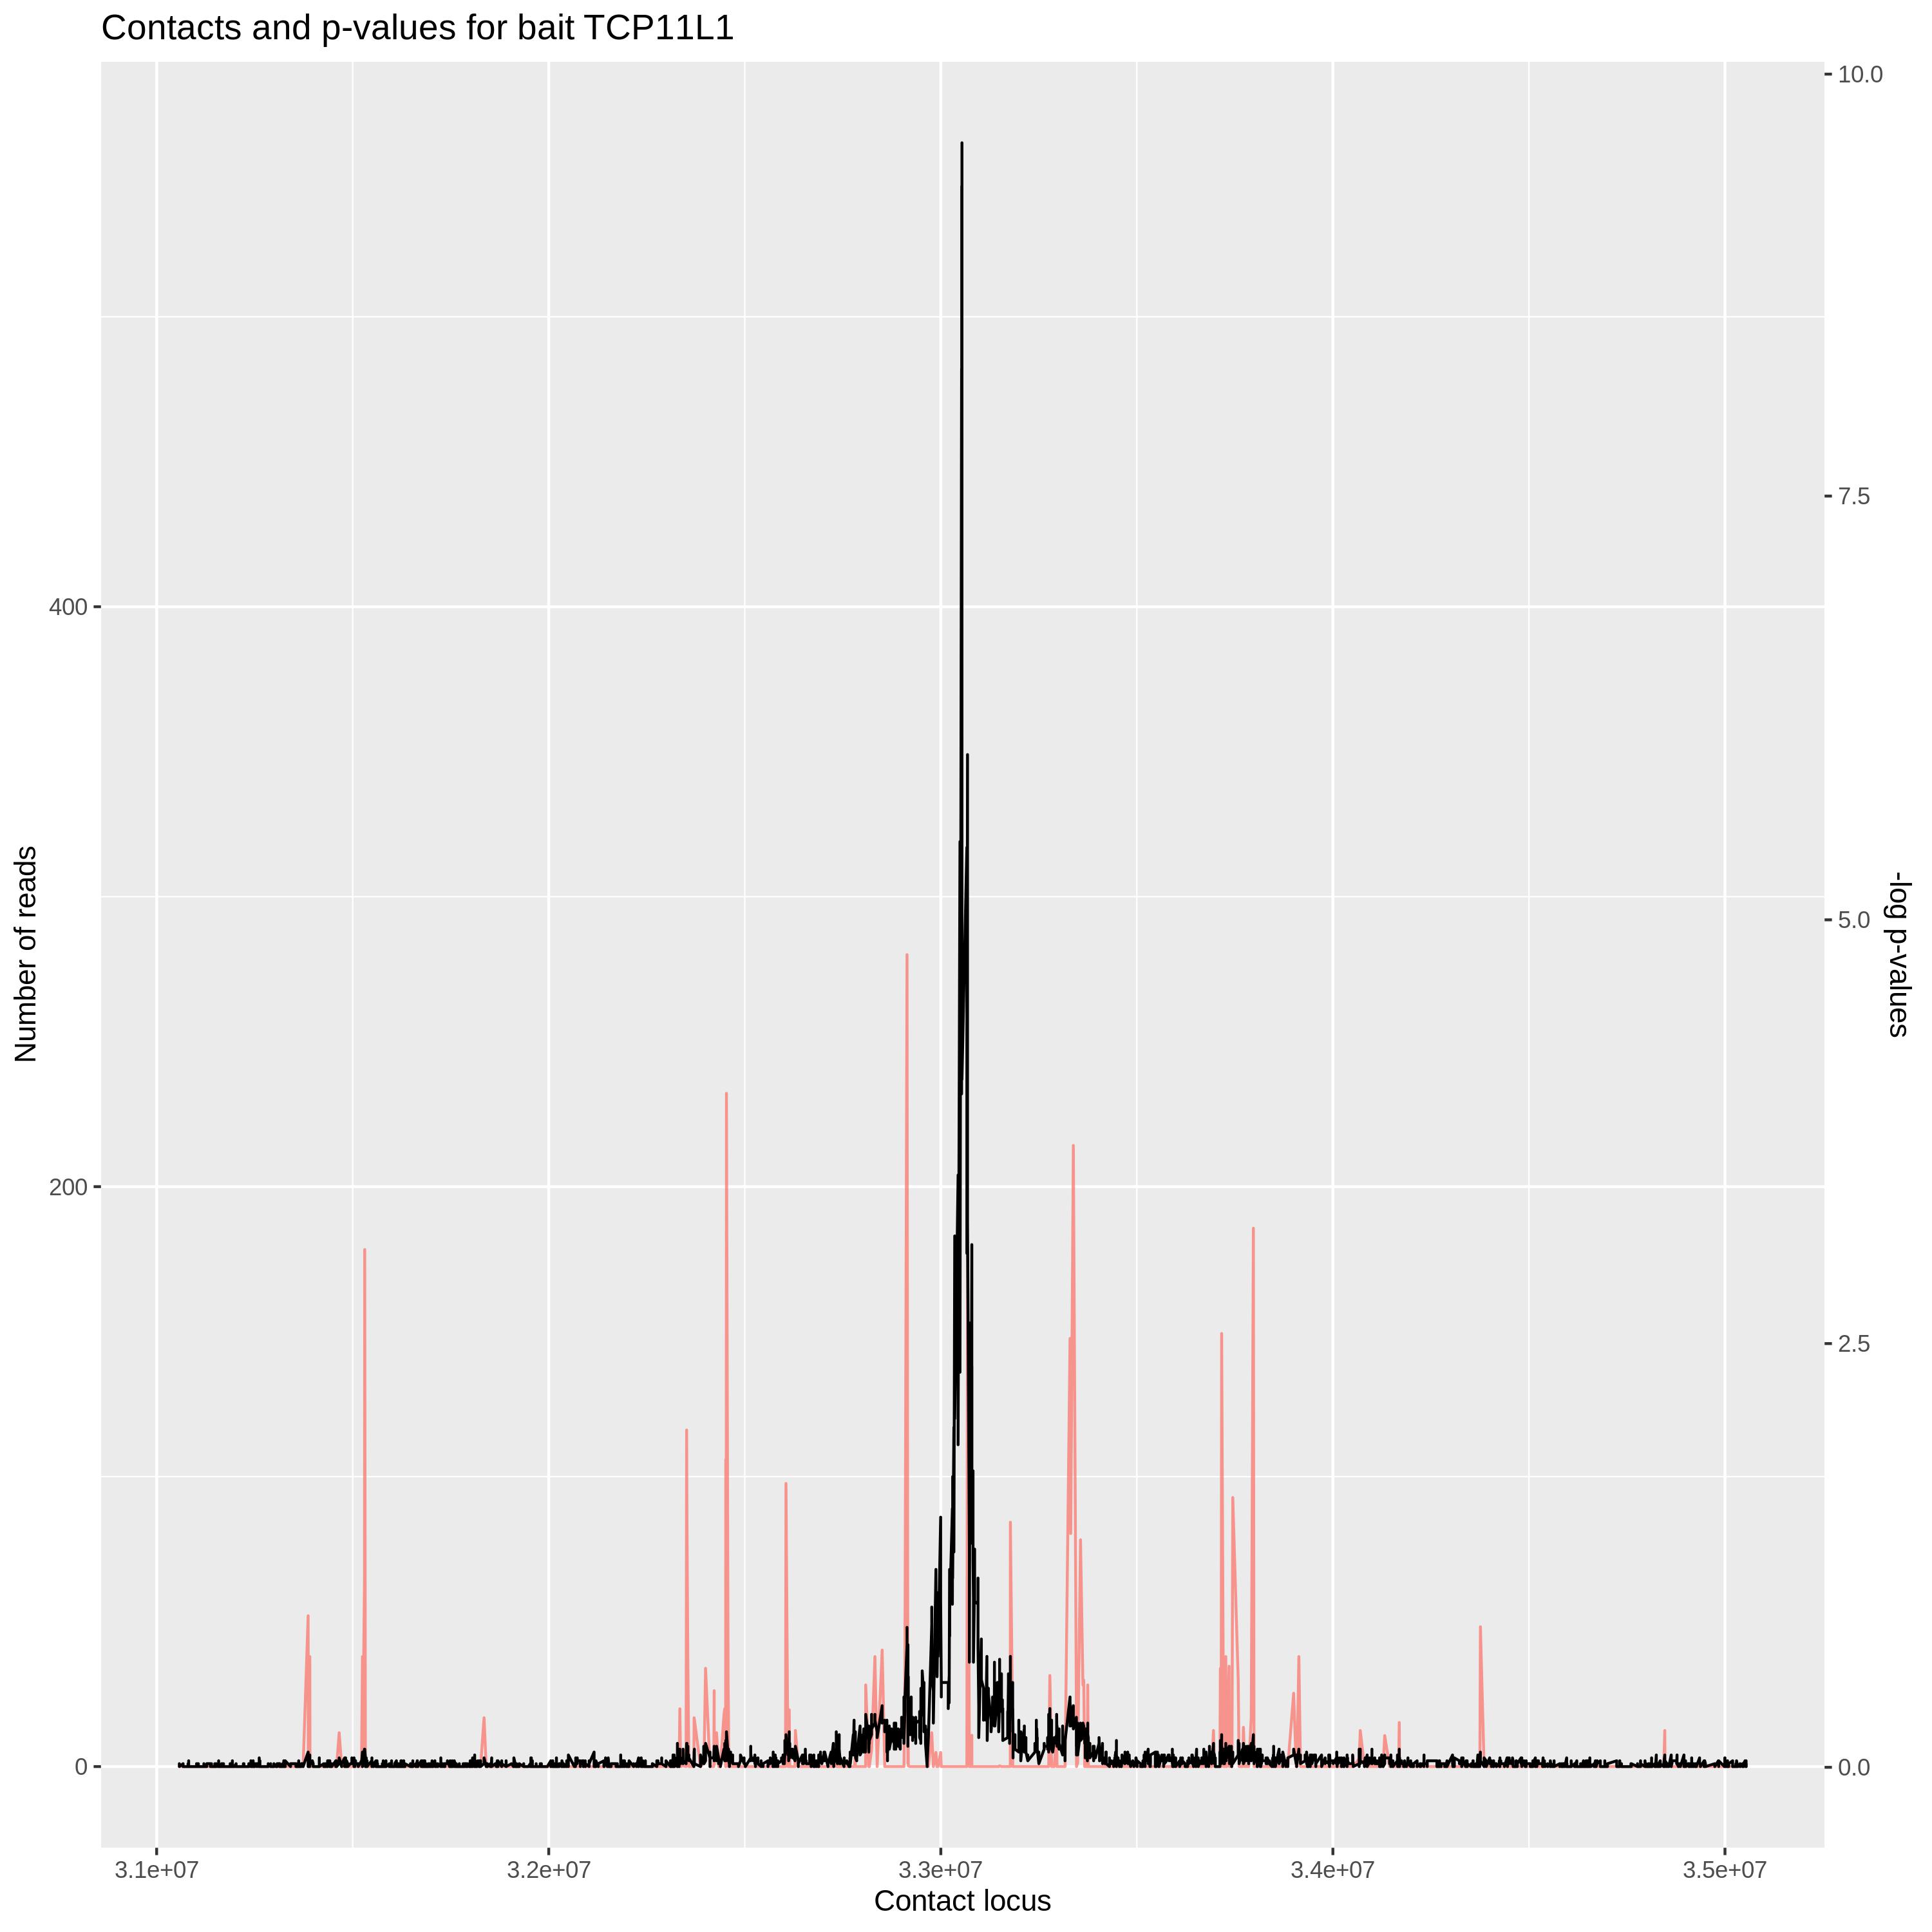 Contacts and p-values for bait TCP11L1
10.0
7.5
400
5.0
Number of reads
-log p-values
200
2.5
0
0.0
3.1e+07
3.2e+07
3.3e+07
3.4e+07
3.5e+07
Contact locus